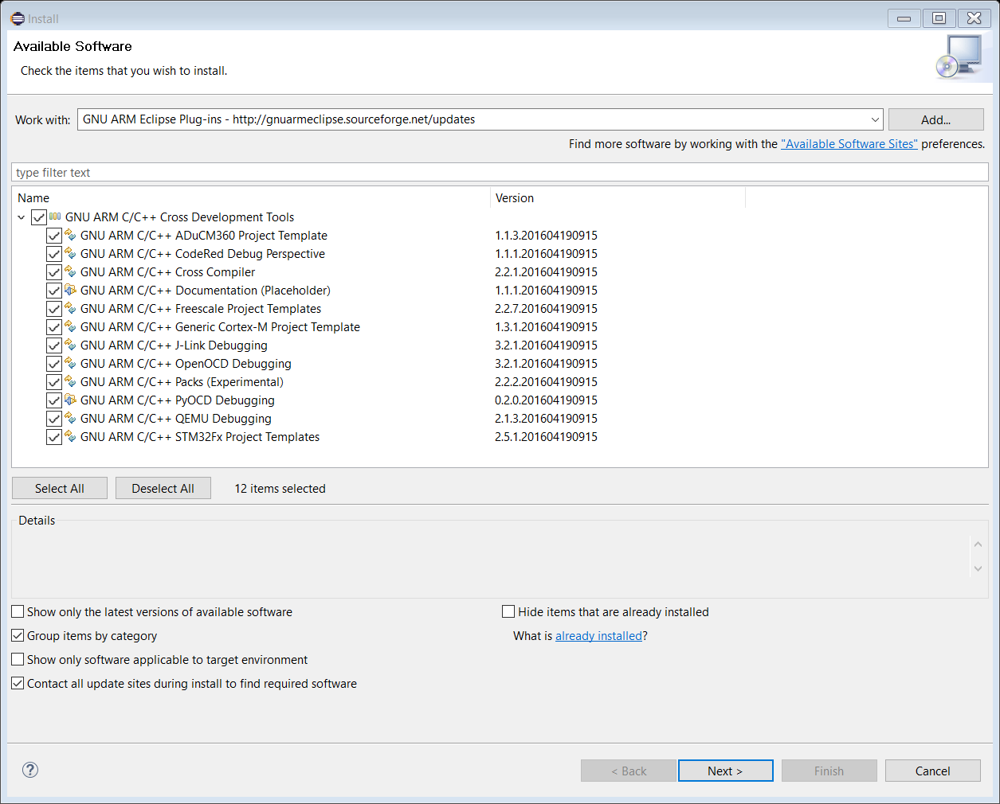 Install
Available Software
Check the items that you wish to install.
Work with: GNU ARM Eclipse Plug-ins - http://gnuarmeclipse.sourceforge.net/updates Add...
Find more software by working with the "Available Software Sites" preferences.
type filter text
Name Version
GNU ARM C/C++ Cross Development Tools
GNU ARM C/C++ ADuCM360 Project Template 1.1.3.201604190915
GNU ARM C/C++ CodeRed Debug Perspective 1.1.1.201604190915
GNU ARM C/C++ Cross Compiler 2.2.1.201604190915
GNU ARM C/C++ Documentation (Placeholder) 1.1.1.201604190915
GNU ARM C/C++ Freescale Project Templates 2.2.7.201604190915
GNU ARM C/C++ Generic Cortex-M Project Template 1.3.1.201604190915
GNU ARM C/C++ J-Link Debugging 3.2.1.201604190915
GNU ARM C/C++ OpenOCD Debugging 3.2.1.201604190915
GNU ARM C/C++ Packs (Experimental) 2.2.2.201604190915
GNU ARM C/C++ PyOCD Debugging 0.2.0.201604190915
GNU ARM C/C++ QEMU Debugging 2.1.3.201604190915
GNU ARM C/C++ STM32Fx Project Templates 2.5.1.201604190915
Select All Deselect All 12 items selected
Details
Show only the latest versions of available software Hide items that are already installed
Group items by category What is already installed?
Show only software applicable to target environment
Contact all update sites during install to find required software
? < Back Next > Finish Cancel